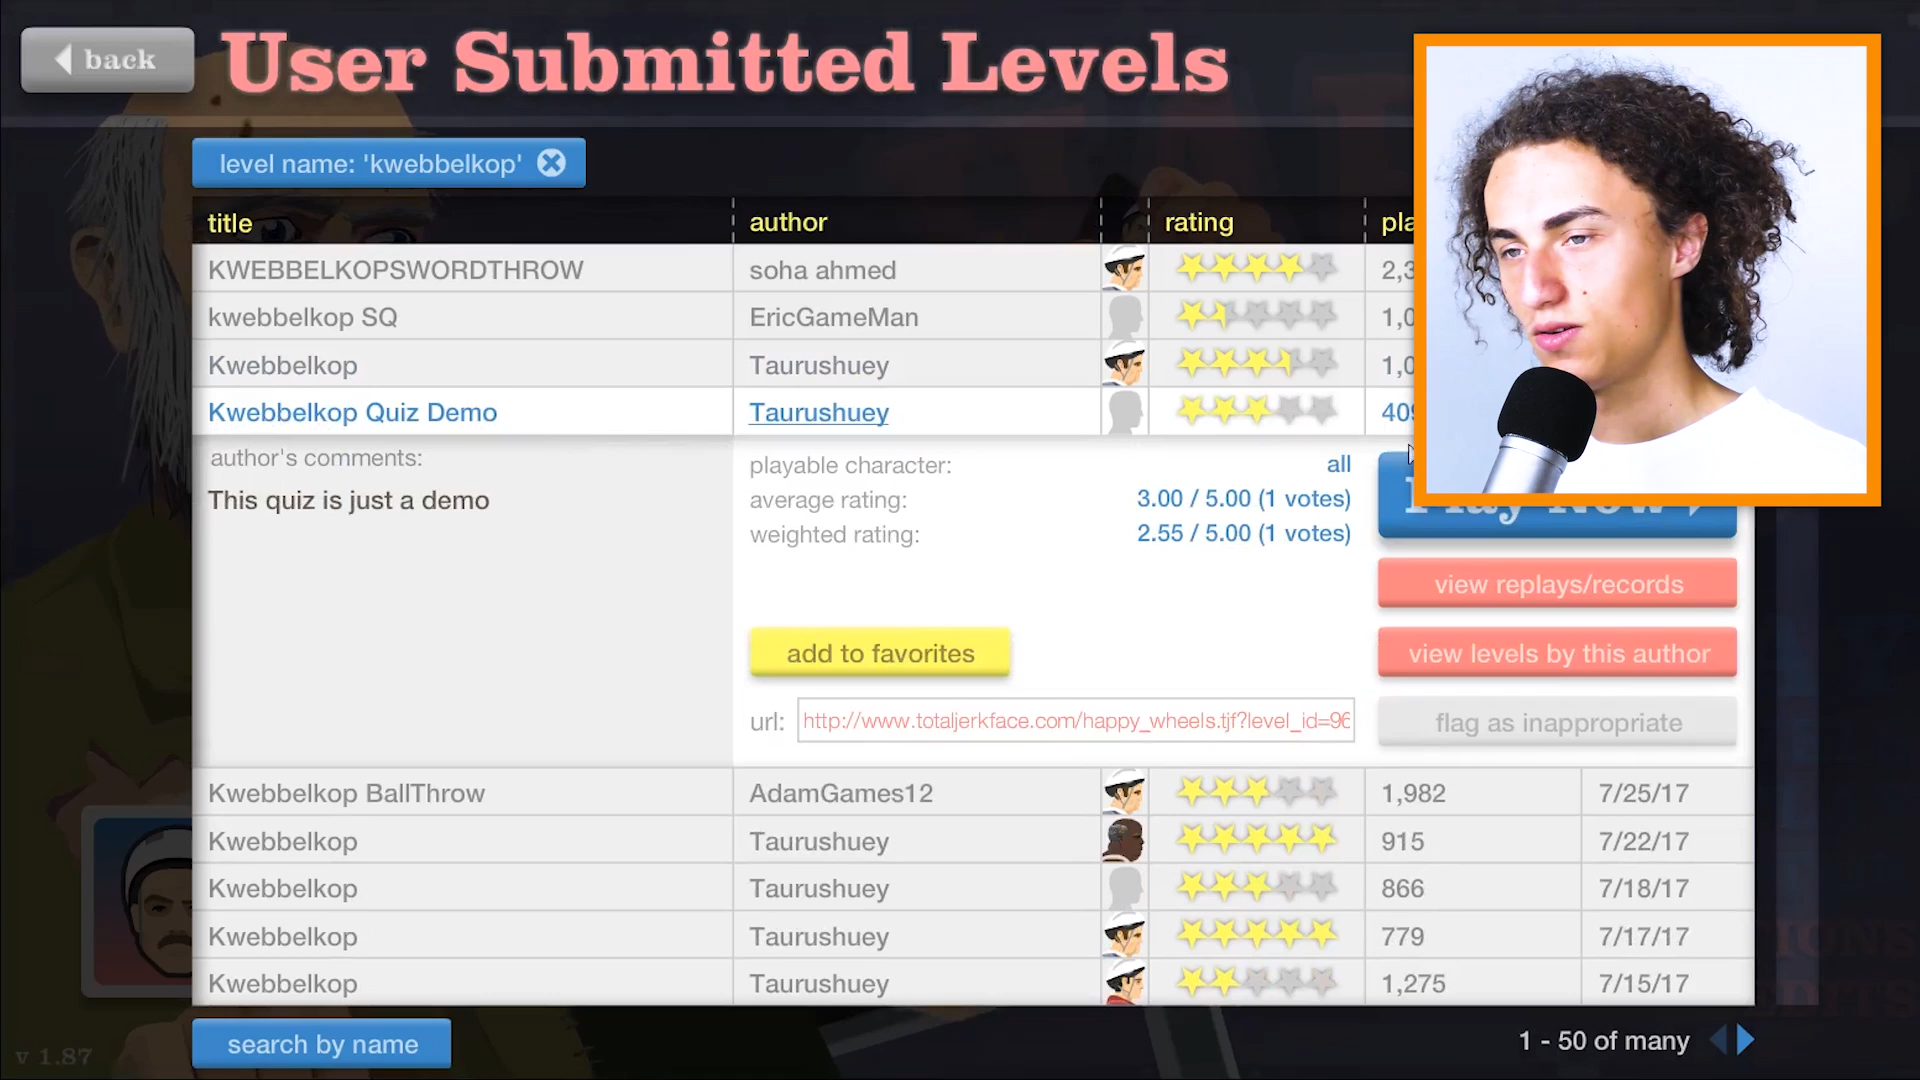 back
User Submitted Levels
level name: 'kwebbelkop'
title author rating
KWEBBELKOPSWORDTHROW soha ahmed
kwebbelkop SQ EricGameMan
Kwebbelkop Taurushuey
Kwebbelkop Quiz Demo Taurushuey
author's comments:
This quiz is just a demo
playable character: all
average rating: 3.00 / 5.00 (1 votes)
weighted rating: 2.55 / 5.00 (1 votes)
Play Now
view replays/records
add to favorites
view levels by this author
url: http://www.totaljerkface.com/happy_wheels.tjf?level_id=96
flag as inappropriate
Kwebbelkop BallThrow AdamGames12 1,982 7/25/17
Kwebbelkop Taurushuey 915 7/22/17
Kwebbelkop Taurushuey 866 7/18/17
Kwebbelkop Taurushuey 779 7/17/17
Kwebbelkop Taurushuey 1,275 7/15/17
search by name
1 - 50 of many
v 1.87